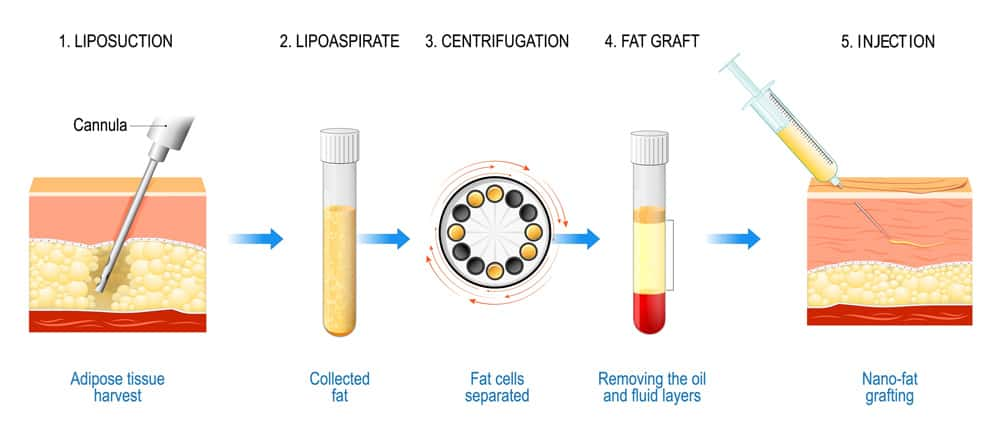 1. LIPOSUCTION
2. LIPOASPIRATE
3. CENTRIFUGATION
4. FAT GRAFT
5. INJECTION
Cannula
Adipose tissue
harvest
Collected
fat
Fat cells
separated
Removing the oil
and fluid layers
Nano-fat
grafting